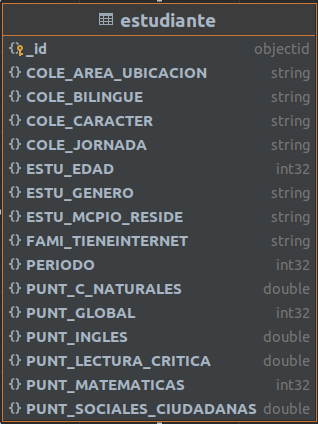 estudiante
_id objectid
COLE_AREA_UBICACION string
COLE_BILINGUE string
COLE_CARACTER string
COLE_JORNADA string
ESTU_EDAD int32
ESTU_GENERO string
ESTU_MCPIO_RESIDE string
FAMI_TIENEINTERNET string
PERIODO int32
PUNT_C_NATURALES double
PUNT_GLOBAL int32
PUNT_INGLES double
PUNT_LECTURA_CRITICA double
PUNT_MATEMATICAS int32
PUNT_SOCIALES_CIUDADANAS double